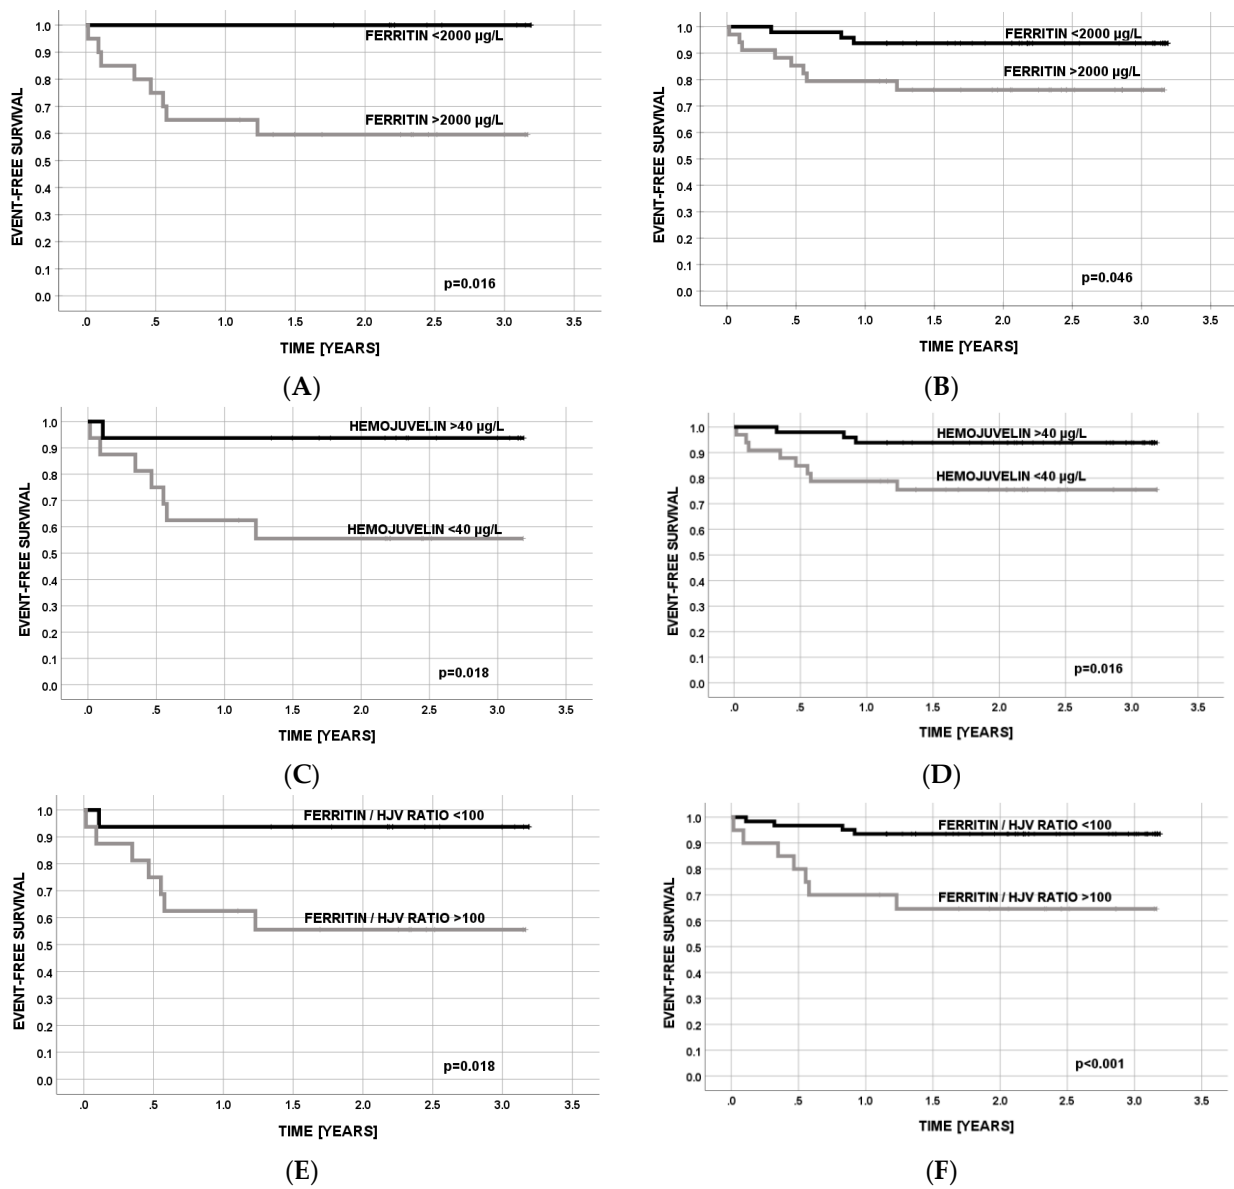 EVENT-FREE SURVIVAL
1.0
0.9
0.8
0.7
0.6
0.5
0.4
0.3
0.2
0.1
0.0
FERRITIN <2000 µg/L
FERRITIN >2000 µg/L
p=0.016
.0 .5 1.0 1.5 2.0 2.5 3.0 3.5
TIME [YEARS]
(A)
EVENT-FREE SURVIVAL
1.0
0.9
0.8
0.7
0.6
0.5
0.4
0.3
0.2
0.1
0.0
FERRITIN <2000 µg/L
FERRITIN >2000 µg/L
p=0.046
.0 .5 1.0 1.5 2.0 2.5 3.0 3.5
TIME [YEARS]
(B)
EVENT-FREE SURVIVAL
1.0
0.9
0.8
0.7
0.6
0.5
0.4
0.3
0.2
0.1
0.0
HEMOJUVELIN >40 µg/L
HEMOJUVELIN <40 µg/L
p=0.018
.0 .5 1.0 1.5 2.0 2.5 3.0 3.5
TIME [YEARS]
(C)
EVENT-FREE SURVIVAL
1.0
0.9
0.8
0.7
0.6
0.5
0.4
0.3
0.2
0.1
0.0
HEMOJUVELIN >40 µg/L
HEMOJUVELIN <40 µg/L
p=0.016
.0 .5 1.0 1.5 2.0 2.5 3.0 3.5
TIME [YEARS]
(D)
EVENT-FREE SURVIVAL
1.0
0.9
0.8
0.7
0.6
0.5
0.4
0.3
0.2
0.1
0.0
FERRITIN / HJV RATIO <100
FERRITIN / HJV RATIO >100
p=0.018
.0 .5 1.0 1.5 2.0 2.5 3.0 3.5
TIME [YEARS]
(E)
EVENT-FREE SURVIVAL
1.0
0.9
0.8
0.7
0.6
0.5
0.4
0.3
0.2
0.1
0.0
FERRITIN / HJV RATIO <100
FERRITIN / HJV RATIO >100
p<0.001
.0 .5 1.0 1.5 2.0 2.5 3.0 3.5
TIME [YEARS]
(F)